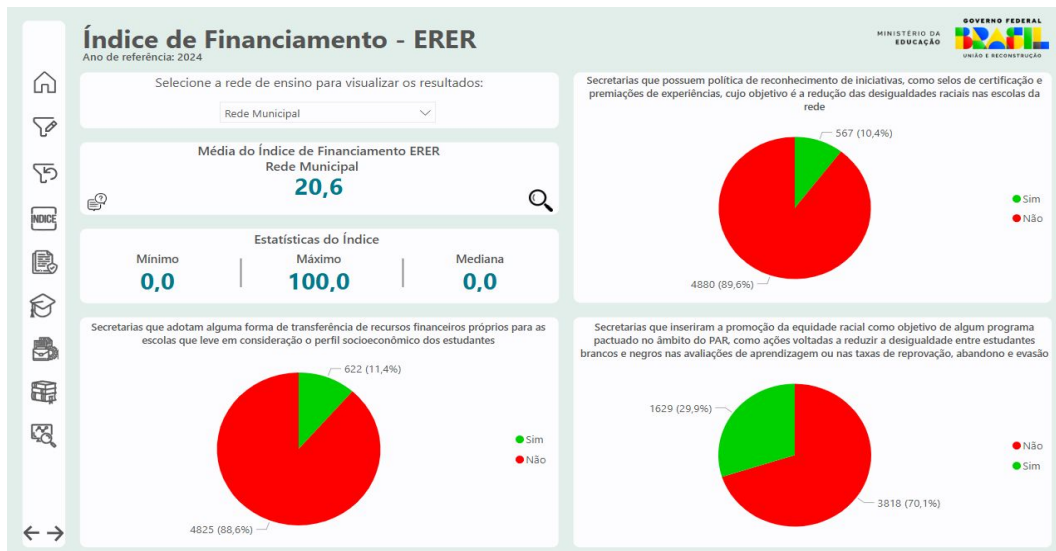 Índice de Financiamento - ERER
Ano de referência: 2024
MINISTÉRIO DA
EDUCAÇÃO
GOVERNO FEDERAL
BRASIL
UNIÃO E RECONSTRUÇÃO
Selecione a rede de ensino para visualizar os resultados:
Rede Municipal
Média do Índice de Financiamento ERER
Rede Municipal
20,6
Estatísticas do Índice
Mínimo
Máximo
Mediana
0,0
100,0
0,0
Secretarias que possuem política de reconhecimento de iniciativas, como selos de certificação e
premiações de experiências, cujo objetivo é a redução das desigualdades raciais nas escolas da
rede
567 (10,4%)
Sim
Não
4880 (89,6%)
INDICE
Secretarias que adotam alguma forma de transferência de recursos financeiros próprios para as
escolas que leve em consideração o perfil socioeconômico dos estudantes
622 (11,4%)
Sim
Não
4825 (88,6%)
Secretarias que inseriram a promoção da equidade racial como objetivo de algum programa
pactuado no âmbito do PAR, como ações voltadas a reduzir a desigualdade entre estudantes
brancos e negros nas avaliações de aprendizagem ou nas taxas de reprovação, abandono e evasão
1629 (29,9%)
Não
Sim
3818 (70,1%)